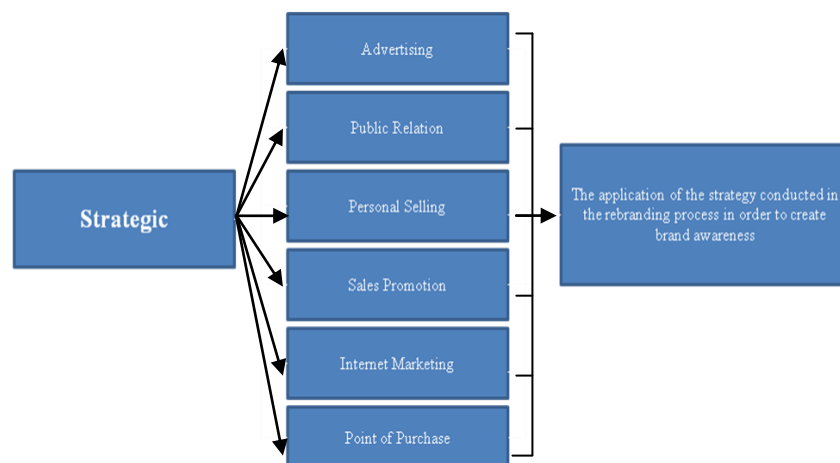 Strategic
Advertising
Public Relation
Personal Selling
Sales Promotion
Internet Marketing
Point of Purchase
The application of the strategy conducted in
the rebranding process in order to create
brand awareness